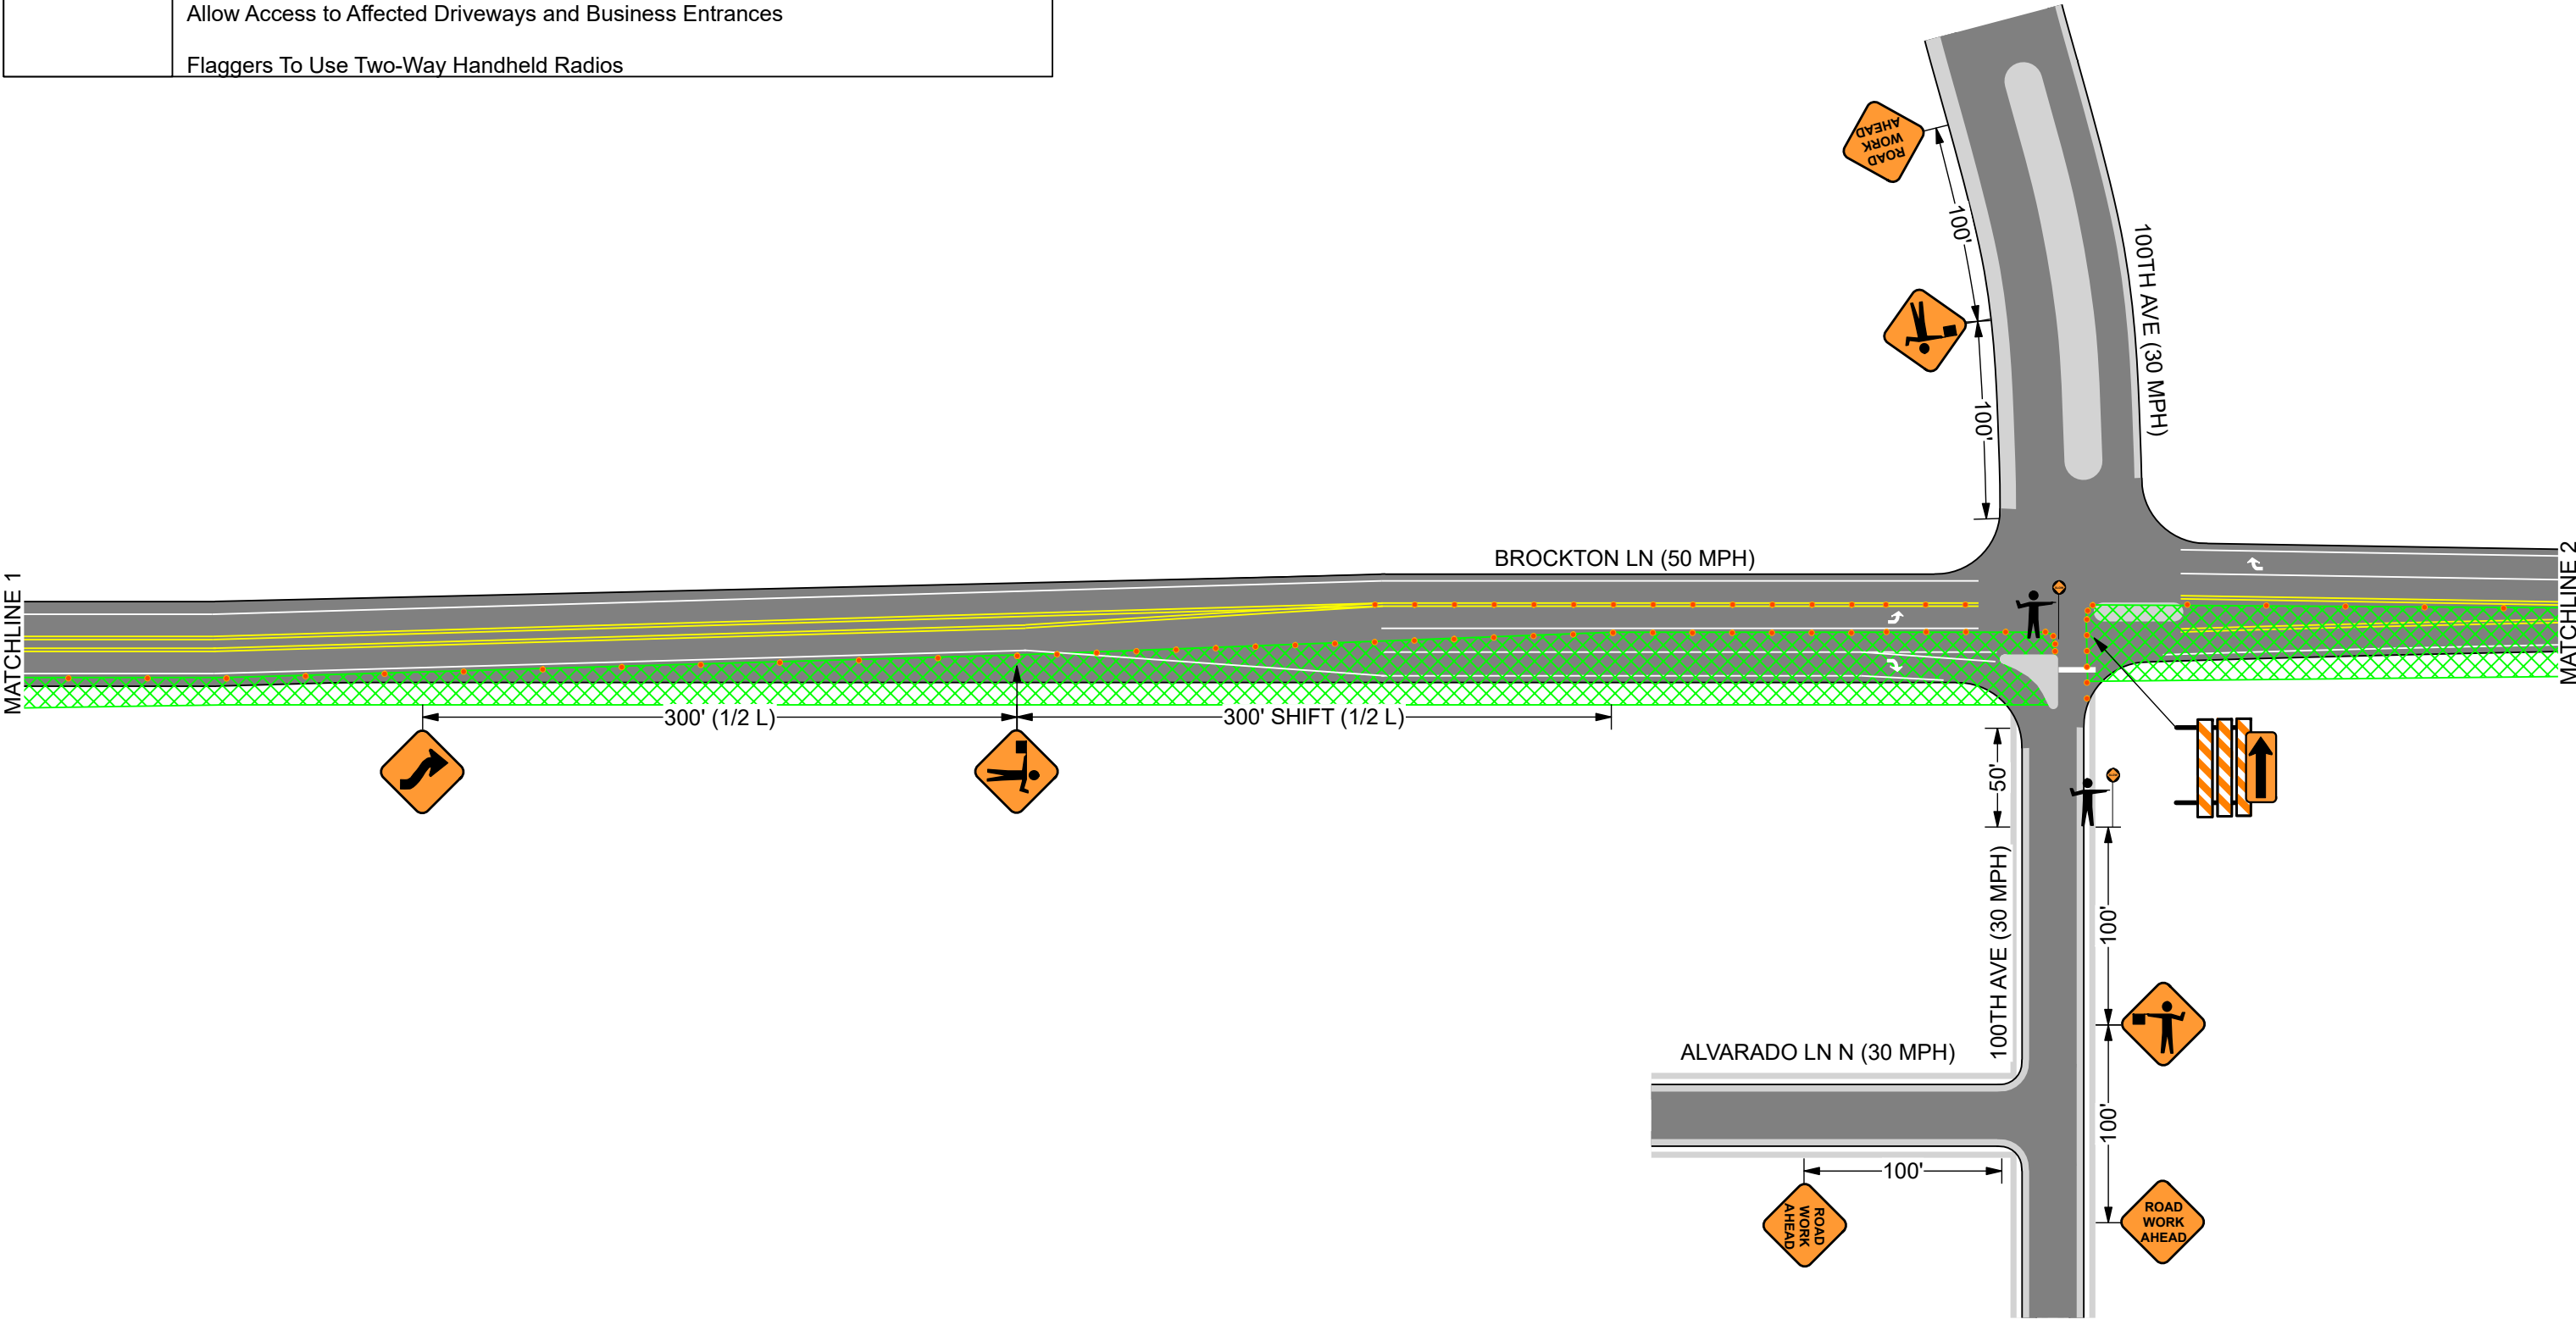 Allow Access to Affected Driveways and Business Entrances
Flaggers To Use Two-Way Handheld Radios
ROAD
WORK
AHEAD
100'
100'
100TH AVE (30 MPH)
BROCKTON LN (50 MPH)
MATCHLINE 1
MATCHLINE 2
300' (1/2 L)
300' SHIFT (1/2 L)
50'
100TH AVE (30 MPH)
100'
ALVARADO LN N (30 MPH)
100'
100'
ROAD
WORK
AHEAD
ROAD
WORK
AHEAD